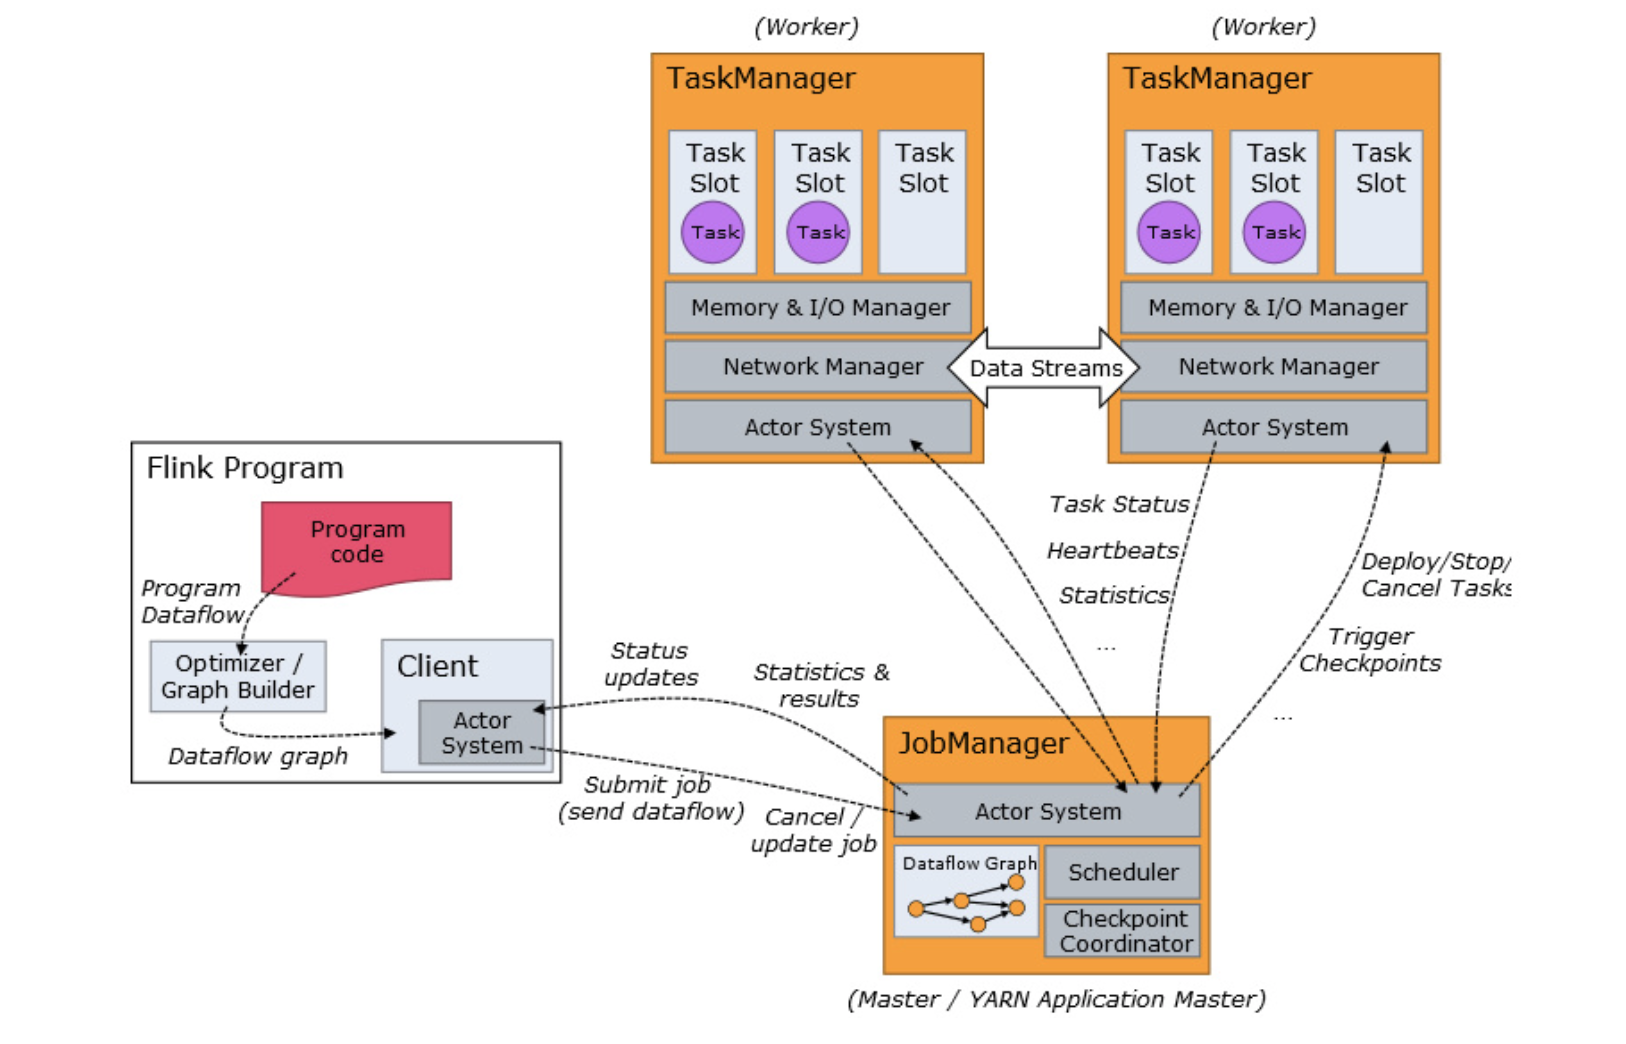 (Worker)
(Worker)
TaskManager
Task
Slot
Task
Task
Slot
Task
Task
Slot
Memory & I/O Manager
Network Manager
Actor System
Data Streams
TaskManager
Task
Slot
Task
Task
Slot
Task
Task
Slot
Memory & I/O Manager
Network Manager
Actor System
Flink Program
Program
code
Program
Dataflow
Optimizer /
Graph Builder
Dataflow graph
Client
Actor
System
Status
updates
Statistics &
results
Submit job
(send dataflow)
Cancel /
update job
Task Status
Heartbeats
Statistics
...
Deploy/Stop/
Cancel Tasks
Trigger
Checkpoints
...
JobManager
Actor System
Dataflow Graph
Scheduler
Checkpoint
Coordinator
(Master / YARN Application Master)